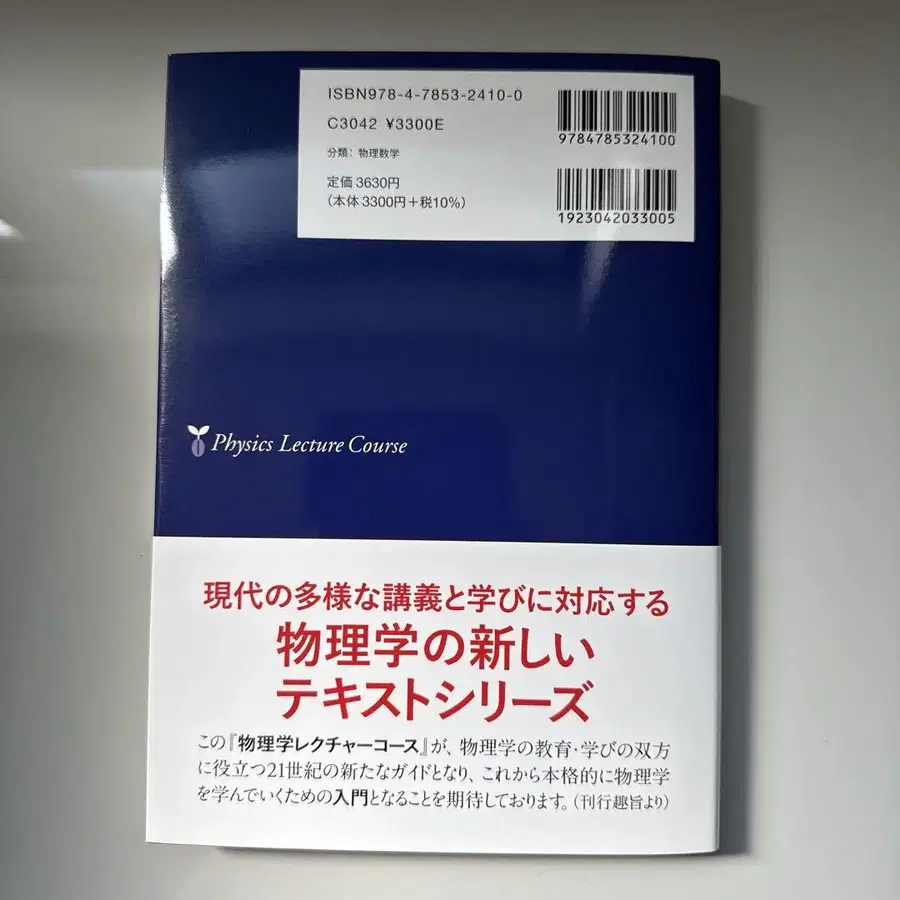 ISBN978-4-7853-2410-0
C3042 ¥3300E
分類: 物理数学
定価 3630円
(本体 3300円+税10%)
9784785324100
1923042033005
Physics Lecture Course
現代の多様な講義と学びに対応する
物理学の新しい
テキストシリーズ
この『物理学レクチャーコース』が、物理学の教育・学びの双方
に役立つ21世紀の新たなガイドとなり、これから本格的に物理学
を学んでいくための入門となることを期待しております。(刊行趣旨より)